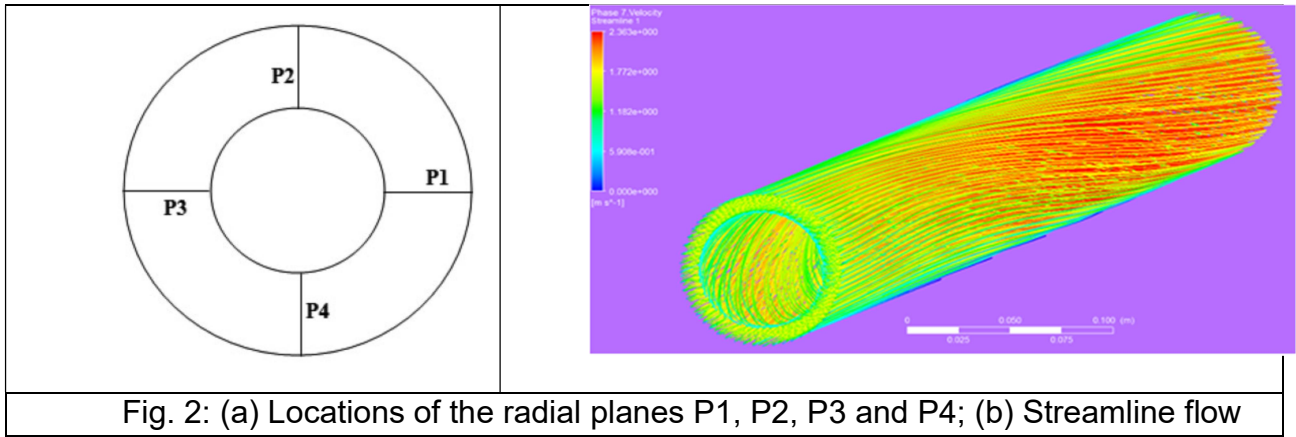 P2
P1
P3
P4
Phase 7.Velocity
Streamline 1
2.363e+000
1.772e+000
1.182e+000
5.908e-001
0.000e+000
[m s^-1]
0 0.050 0.100 (m)
0.025 0.075
Fig. 2: (a) Locations of the radial planes P1, P2, P3 and P4; (b) Streamline flow